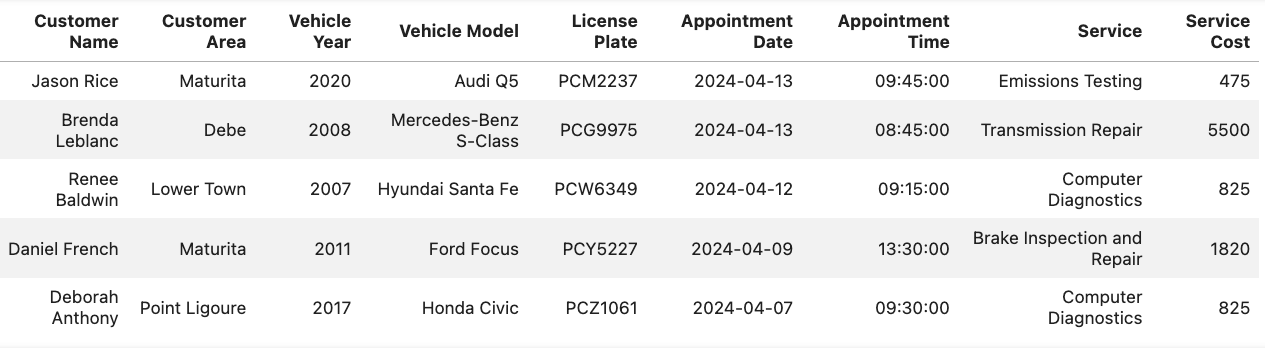 Customer Name Customer Area Vehicle Year Vehicle Model License Plate Appointment Date Appointment Time Service Service Cost
Jason Rice Maturita 2020 Audi Q5 PCM2237 2024-04-13 09:45:00 Emissions Testing 475
Brenda Leblanc Debe 2008 Mercedes-Benz S-Class PCG9975 2024-04-13 08:45:00 Transmission Repair 5500
Renee Baldwin Lower Town 2007 Hyundai Santa Fe PCW6349 2024-04-12 09:15:00 Computer Diagnostics 825
Daniel French Maturita 2011 Ford Focus PCY5227 2024-04-09 13:30:00 Brake Inspection and Repair 1820
Deborah Anthony Point Ligoure 2017 Honda Civic PCZ1061 2024-04-07 09:30:00 Computer Diagnostics 825